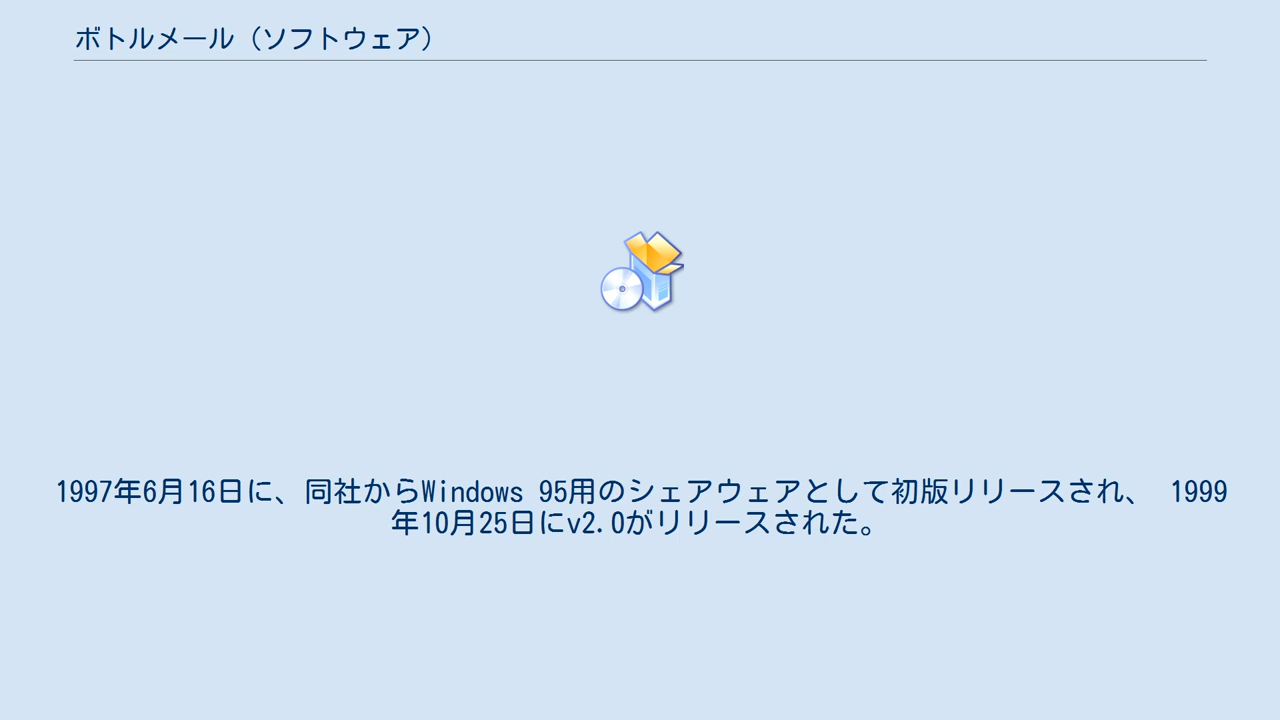 ボトルメール（ソフトウェア）
1997年6月16日に、同社からWindows 95用のシェアウェアとして初版リリースされ、 1999
年10月25日にv2.0がリリースされた。